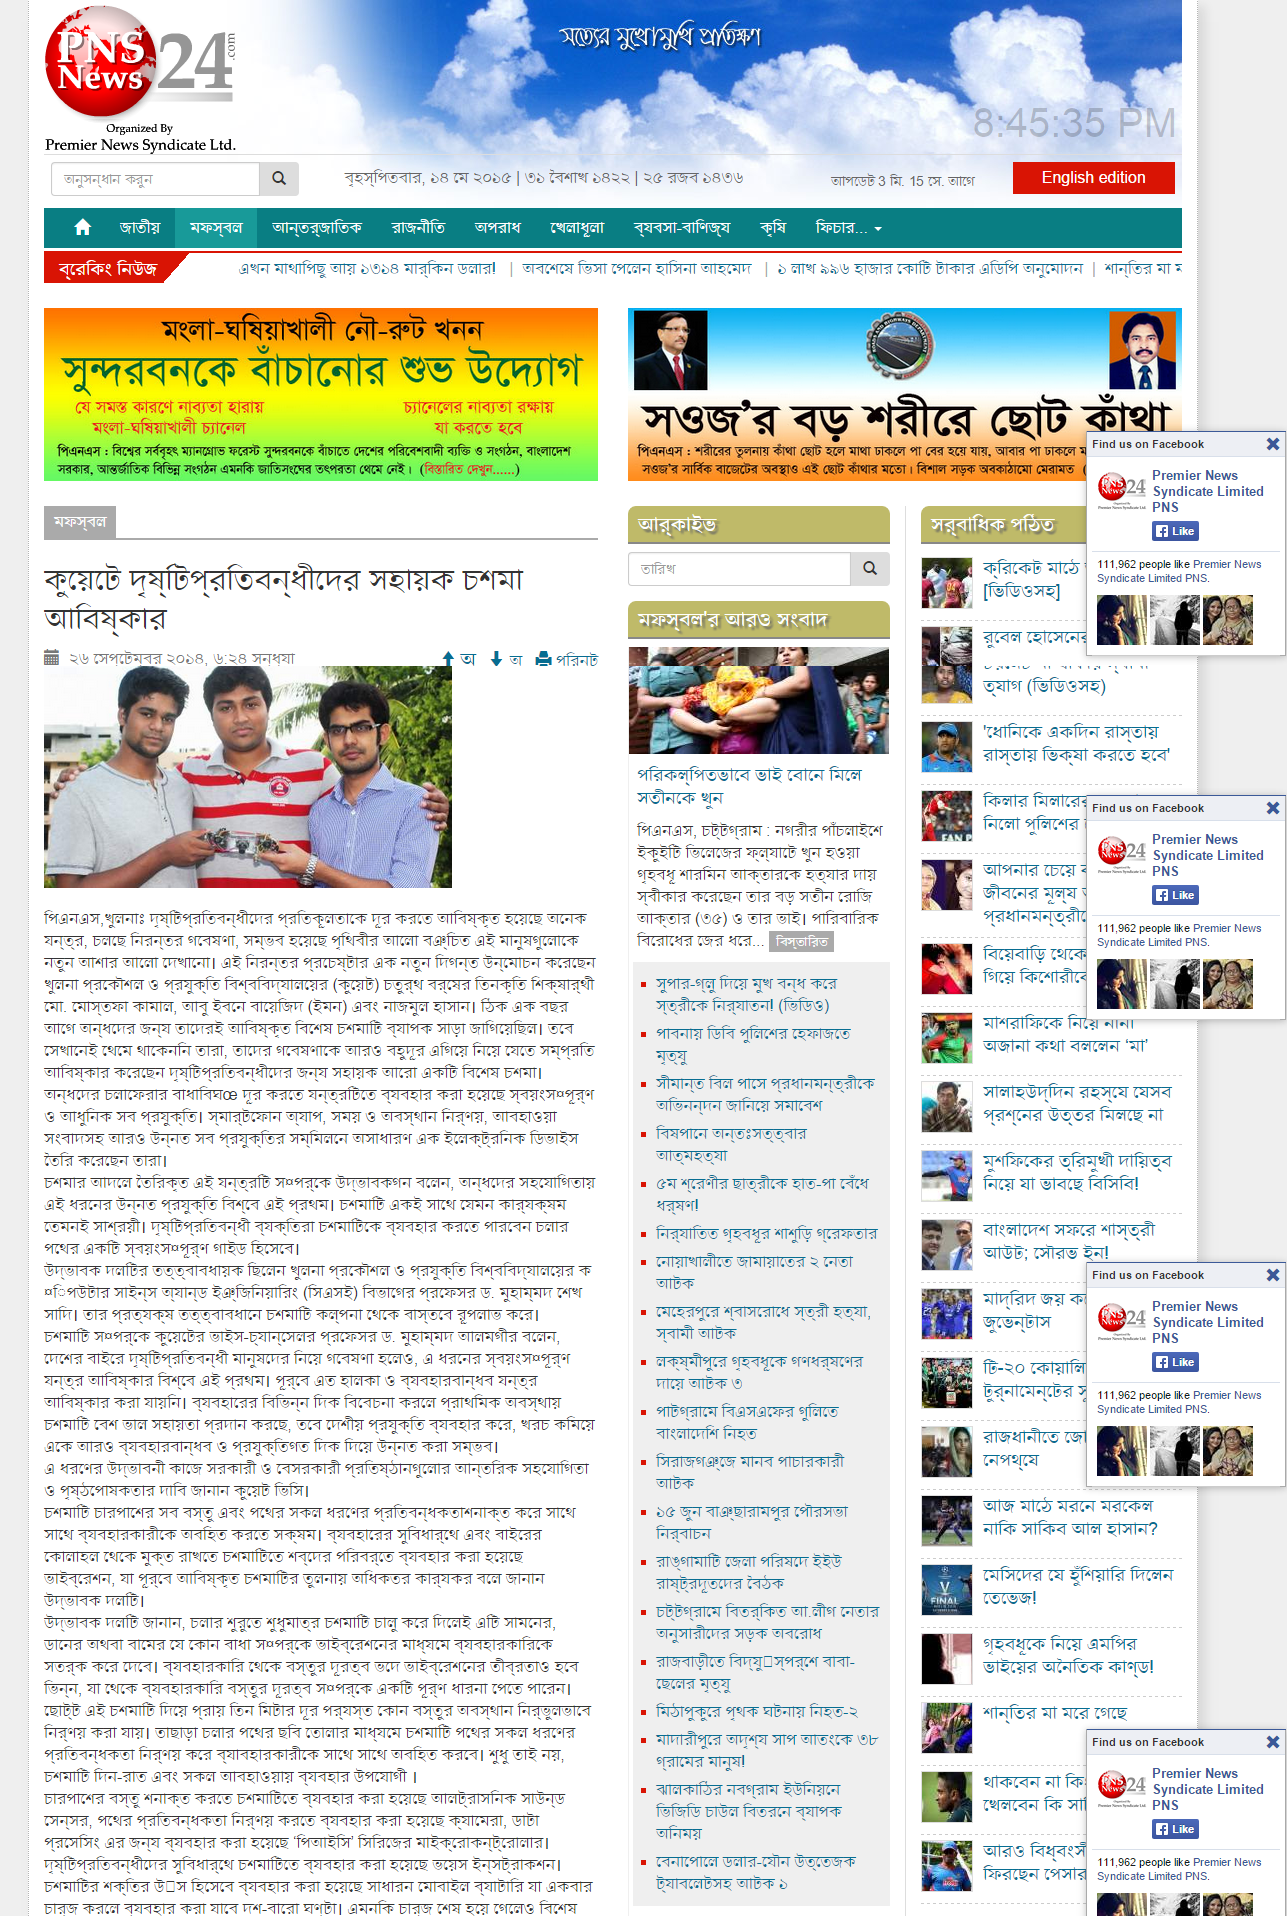 PNS
News 24 .com
Organized By
Premier News Syndicate Ltd.
সত্যের মুখোমুখি প্রতিক্ষণ
8:45:35 PM
অনুসন্ধান করুন
বৃহস্পিতবার, ১৪ মে ২০১৫ | ৩১ বৈশাখ ১৪২২ | ২৫ রজব ১৪৩৬
আপডেট 3 মি. 15 সে. আগে
English edition
জাতীয় মফস্বল আন্তর্জাতিক রাজনীতি অপরাধ খেলাধূলা ব্যবসা-বাণিজ্য কৃষি ফিচার...
ব্রেকিং নিউজ
এখন মাথাপিছু আয় ১৩১৪ মার্কিন ডলার! | অবশেষে ভিসা পেলেন হাসিনা আহমেদ | ১ লাখ ৯৯৬ হাজার কোটি টাকার এডিপি অনুমোদন | শান্তির মা ম
মংলা-ঘষিয়াখালী নৌ-রুট খনন
সুন্দরবনকে বাঁচানোর শুভ উদ্যোগ
যে সমস্ত কারণে নাব্যতা হারায়
মংলা-ঘষিয়াখালী চ্যানেল
চ্যানেলের নাব্যতা রক্ষায়
যা করতে হবে
পিএনএস : বিশ্বের সর্ববৃহৎ ম্যানগ্রোভ ফরেস্ট সুন্দরবনকে বাঁচাতে দেশের পরিবেশবাদী ব্যক্তি ও সংগঠন, বাংলাদেশ
সরকার, আন্তর্জাতিক বিভিন্ন সংগঠন এমনকি জাতিসংঘের তৎপরতা থেমে নেই। (বিস্তারিত দেখুন......)
সওজ’র বড় শরীরে ছোট কাঁথা
পিএনএস : শরীরের তুলনায় কাঁথা ছোট হলে মাথা ঢাকলে পা বের হয়ে যায়, আবার পা ঢাকলে ম
সওজ’র সার্বিক বাজেটের অবস্থাও এই ছোট কাঁথার মতো। বিশাল সড়ক অবকাঠামো মেরামত (
মফস্বল
কুয়েটে দৃষ্টিপ্রতিবন্ধীদের সহায়ক চশমা
আবিষ্কার
২৬ সেপ্টেমবর ২০১৪, ৬:২৪ সন্ধযা
অ অ পরিনট
পিএনএস,খুলনাঃ দৃষ্টিপ্রতিবন্ধীদের প্রতিকূলতাকে দূর করতে আবিষ্কৃত হয়েছে অনেক
যন্ত্র, চলছে নিরন্তর গবেষণা, সম্ভব হয়েছে পৃথিবীর আলো বঞ্চিত এই মানুষগুলোকে
নতুন আশার আলো দেখানো। এই নিরন্তর প্রচেষ্টার এক নতুন দিগন্ত উন্মোচন করেছেন
খুলনা প্রকৌশল ও প্রযুক্তি বিশ্ববিদ্যালয়ের (কুয়েট) চতুর্থ বর্ষের তিনকৃতি শিক্ষার্থী
মো. মোস্তফা কামাল, আবু ইবনে বায়েজিদ (ইমন) এবং নাজমুল হাসান। ঠিক এক বছর
আগে অন্ধদের জন্য তাদেরই আবিষ্কৃত বিশেষ চশমাটি ব্যাপক সাড়া জাগিয়েছিল। তবে
সেখানেই থেমে থাকেননি তারা, তাদের গবেষণাকে আরও বহুদূর এগিয়ে নিয়ে যেতে সম্প্রতি
আবিষ্কার করেছেন দৃষ্টিপ্রতিবন্ধীদের জন্য সহায়ক আরো একটি বিশেষ চশমা।
অন্ধদের চলাফেরার বাধাবিঘœ দূর করতে যন্ত্রটিতে ব্যবহার করা হয়েছে স্বয়ংস¤পূর্ণ
ও আধুনিক সব প্রযুক্তি। স্মার্টফোন অ্যাপ, সময় ও অবস্থান নির্ণয়, আবহাওয়া
সংবাদসহ আরও উন্নত সব প্রযুক্তির সম্মিলনে অসাধারণ এক ইলেক্ট্রনিক ডিভাইস
তৈরি করেছেন তারা।
চশমার আদলে তৈরিকৃত এই যন্ত্রটি স¤পর্কে উদ্ভাবকগন বলেন, অন্ধদের সহযোগিতায়
এই ধরনের উন্নত প্রযুক্তি বিশ্বে এই প্রথম। চশমাটি একই সাথে যেমন কার্যক্ষম
তেমনই সাশ্রয়ী। দৃষ্টিপ্রতিবন্ধী ব্যক্তিরা চশমাটিকে ব্যবহার করতে পারবেন চলার
পথের একটি স্বয়ংস¤পূর্ণ গাইড হিসেবে।
উদ্ভাবক দলটির তত্ত্বাবধায়ক ছিলেন খুলনা প্রকৌশল ও প্রযুক্তি বিশ্ববিদ্যালয়ের ক
¤িপউটার সাইন্স অ্যান্ড ইঞ্জিনিয়ারিং (সিএসই) বিভাগের প্রফেসর ড. মুহাম্মদ শেখ
সাদি। তার প্রত্যক্ষ তত্ত্বাবধানে চশমাটি কল্পনা থেকে বাস্তবে রূপলাভ করে।
চশমাটি স¤পর্কে কুয়েটের ভাইস-চ্যান্সেলর প্রফেসর ড. মুহাম্মদ আলমগীর বলেন,
দেশের বাইরে দৃষ্টিপ্রতিবন্ধী মানুষদের নিয়ে গবেষণা হলেও, এ ধরনের স্বয়ংস¤পূর্ণ
যন্ত্র আবিষ্কার বিশ্বে এই প্রথম। পূর্বে এত হালকা ও ব্যবহারবান্ধব যন্ত্র
আবিষ্কার করা যায়নি। ব্যবহারের বিভিন্ন দিক বিবেচনা করলে প্রাথমিক অবস্থায়
চশমাটি বেশ ভাল সহায়তা প্রদান করছে, তবে দেশীয় প্রযুক্তি ব্যবহার করে, খরচ কমিয়ে
একে আরও ব্যবহারবান্ধব ও প্রযুক্তিগত দিক দিয়ে উন্নত করা সম্ভব।
এ ধরণের উদ্ভাবনী কাজে সরকারী ও বেসরকারী প্রতিষ্ঠানগুলোর আন্তরিক সহযোগিতা
ও পৃষ্ঠপোষকতার দাবি জানান কুয়েট ভিসি।
চশমাটি চারপাশের সব বস্তু এবং পথের সকল ধরণের প্রতিবন্ধকতাশনাক্ত করে সাথে
সাথে ব্যবহারকারীকে অবহিত করতে সক্ষম। ব্যবহারের সুবিধার্থে এবং বাইরের
কোলাহল থেকে মুক্ত রাখতে চশমাটিতে শব্দের পরিবর্তে ব্যবহার করা হয়েছে
ভাইব্রেশন, যা পূর্বে আবিষ্কৃত চশমাটির তুলনায় অধিকতর কার্যকর বলে জানান
উদ্ভাবক দলটি।
উদ্ভাবক দলটি জানান, চলার শুরুতে শুধুমাত্র চশমাটি চালু করে দিলেই এটি সামনের,
ডানের অথবা বামের যে কোন বাধা স¤পর্কে ভাইব্রেশনের মাধ্যমে ব্যবহারকারিকে
সতর্ক করে দেবে। ব্যবহারকারি থেকে বস্তুর দূরত্ব ভদে ভাইব্রেশনের তীব্রতাও হবে
ভিন্ন, যা থেকে ব্যবহারকারি বস্তুর দূরত্ব স¤পর্কে একটি পূর্ণ ধারনা পেতে পারেন।
ছোট্ট এই চশমাটি দিয়ে প্রায় তিন মিটার দূর পর্যন্ত কোন বস্তুর অবস্থান নির্ভুলভাবে
নির্ণয় করা যায়। তাছাড়া চলার পথের ছবি তোলার মাধ্যমে চশমাটি পথের সকল ধরণের
প্রতিবন্ধকতা নির্ণয় করে ব্যাবহারকারীকে সাথে সাথে অবহিত করবে। শুধু তাই নয়,
চশমাটি দিন-রাত এবং সকল আবহাওয়ায় ব্যবহার উপযোগী ।
চারপাশের বস্তু শনাক্ত করতে চশমাটিতে ব্যবহার করা হয়েছে আলট্রাসনিক সাউন্ড
সেন্সর, পথের প্রতিবন্ধকতা নির্ণয় করতে ব্যবহার করা হয়েছে ক্যামেরা, ডাটা
প্রসেসিং এর জন্য ব্যবহার করা হয়েছে ‘পিআইসি’ সিরিজের মাইক্রোকন্ট্রোলার।
দৃষ্টিপ্রতিবন্ধীদের সুবিধার্থে চশমাটিতে ব্যবহার করা হয়েছে ভয়েস ইন্সট্রাকশন।
চশমাটির শক্তির উ স হিসেবে ব্যবহার করা হয়েছে সাধারন মোবাইল ব্যাটারি যা একবার
চারজ করলে ব্যবহার করা যাবে দশ-বারো ঘণ্টা। এমনকি চারজ শেষ হয়ে গেলেও বিশেষ
আর্কাইভ
তারিখ
মফস্বল'র আরও সংবাদ
পরিকল্পিতভাবে ভাই বোনে মিলে
সতীনকে খুন
পিএনএস, চট্টগ্রাম : নগরীর পাঁচলাইশে
ইকুইটি ভিলেজের ফ্ল্যাটে খুন হওয়া
গৃহবধূ শারমিন আক্তারকে হত্যার দায়
স্বীকার করেছেন তার বড় সতীন রোজি
আক্তার (৩৫) ও তার ভাই। পারিবারিক
বিরোধের জের ধরে... বিস্তারিত
সুপার-গ্লু দিয়ে মুখ বন্ধ করে
স্ত্রীকে নির্যাতন! (ভিডিও)
পাবনায় ডিবি পুলিশের হেফাজতে
মৃত্যু
সীমান্ত বিল পাসে প্রধানমন্ত্রীকে
অভিনন্দন জানিয়ে সমাবেশ
বিষপানে অন্তঃসত্ত্বার
আত্মহত্যা
৫ম শ্রেণীর ছাত্রীকে হাত-পা বেঁধে
ধর্ষণ!
নির্যাতিত গৃহবধূর শাশুড়ি গ্রেফতার
নোয়াখালীতে জামায়াতের ২ নেতা
আটক
মেহেরপুরে শ্বাসরোধে স্ত্রী হত্যা,
স্বামী আটক
লক্ষ্মীপুরে গৃহবধূকে গণধর্ষণের
দায়ে আটক ৩
পাটগ্রামে বিএসএফের গুলিতে
বাংলাদেশি নিহত
সিরাজগঞ্জে মানব পাচারকারী
আটক
১৫ জুন বাঞ্ছারামপুর পৌরসভা
নির্বাচন
রাঙ্গামাটি জেলা পরিষদে ইইউ
রাষ্ট্রদূতদের বৈঠক
চট্টগ্রামে বিতর্কিত আ.লীগ নেতার
অনুসারীদের সড়ক অবরোধ
রাজবাড়ীতে বিদ্যু স্পর্শে বাবা-
ছেলের মৃত্যু
মিঠাপুকুরে পৃথক ঘটনায় নিহত-২
মাদারীপুরে অদৃশ্য সাপ আতংকে ৩৮
গ্রামের মানুষ!
ঝালকাঠির নবগ্রাম ইউনিয়নে
ভিজিডি চাউল বিতরনে ব্যাপক
অনিময়
বেনাপোলে ডলার-যৌন উত্তেজক
ট্যাবলেটসহ আটক ১
সর্বাধিক পঠিত
ক্রিকেট মাঠে
[ভিডিওসহ]
রুবেল হোসেনের
ত্যাগ (ভিডিওসহ)
'ধোনিকে একদিন রাস্তায়
রাস্তায় ভিক্ষা করতে হবে'
কিলার মিলারের
নিলো পুলিশের
আপনার চেয়ে
জীবনের মূল্য
প্রধানমন্ত্রীকে
বিয়েবাড়ি থেকে
গিয়ে কিশোরীকে
মাশরাফিকে নিয়ে নানা
অজানা কথা বললেন ‘মা’
সালাহউদ্দিন রহস্যে যেসব
প্রশ্নের উত্তর মিলছে না
মুশফিকের ত্রিমুখী দায়িত্ব
নিয়ে যা ভাবছে বিসিবি!
বাংলাদেশ সফরে শাস্ত্রী
আউট; সৌরভ ইন!
মাদ্রিদ জয়
জুভেন্টাস
টি-২০
টুর্নামেন্টের
রাজধানীতে
নেপথ্যে
আজ মাঠে মরনে মরকেল
নাকি সাকিব আল হাসান?
মেসিদের যে হুঁশিয়ারি দিলেন
তেভেজ!
গৃহবধূকে নিয়ে এমপির
ভাইয়ের অনৈতিক কাণ্ড!
শান্তির মা মরে গেছে
থাকবেন না
খেলবেন কি
আরও বিধ্বংসী
ফিরছেন পেসার
Find us on Facebook
Premier News
Syndicate Limited
PNS
Like
111,962 people like Premier News
Syndicate Limited PNS.
Find us on Facebook
Premier News
Syndicate Limited
PNS
Like
111,962 people like Premier News
Syndicate Limited PNS.
Find us on Facebook
Premier News
Syndicate Limited
PNS
Like
111,962 people like Premier News
Syndicate Limited PNS.
Find us on Facebook
Premier News
Syndicate Limited
PNS
Like
111,962 people like Premier News
Syndicate Limited PNS.